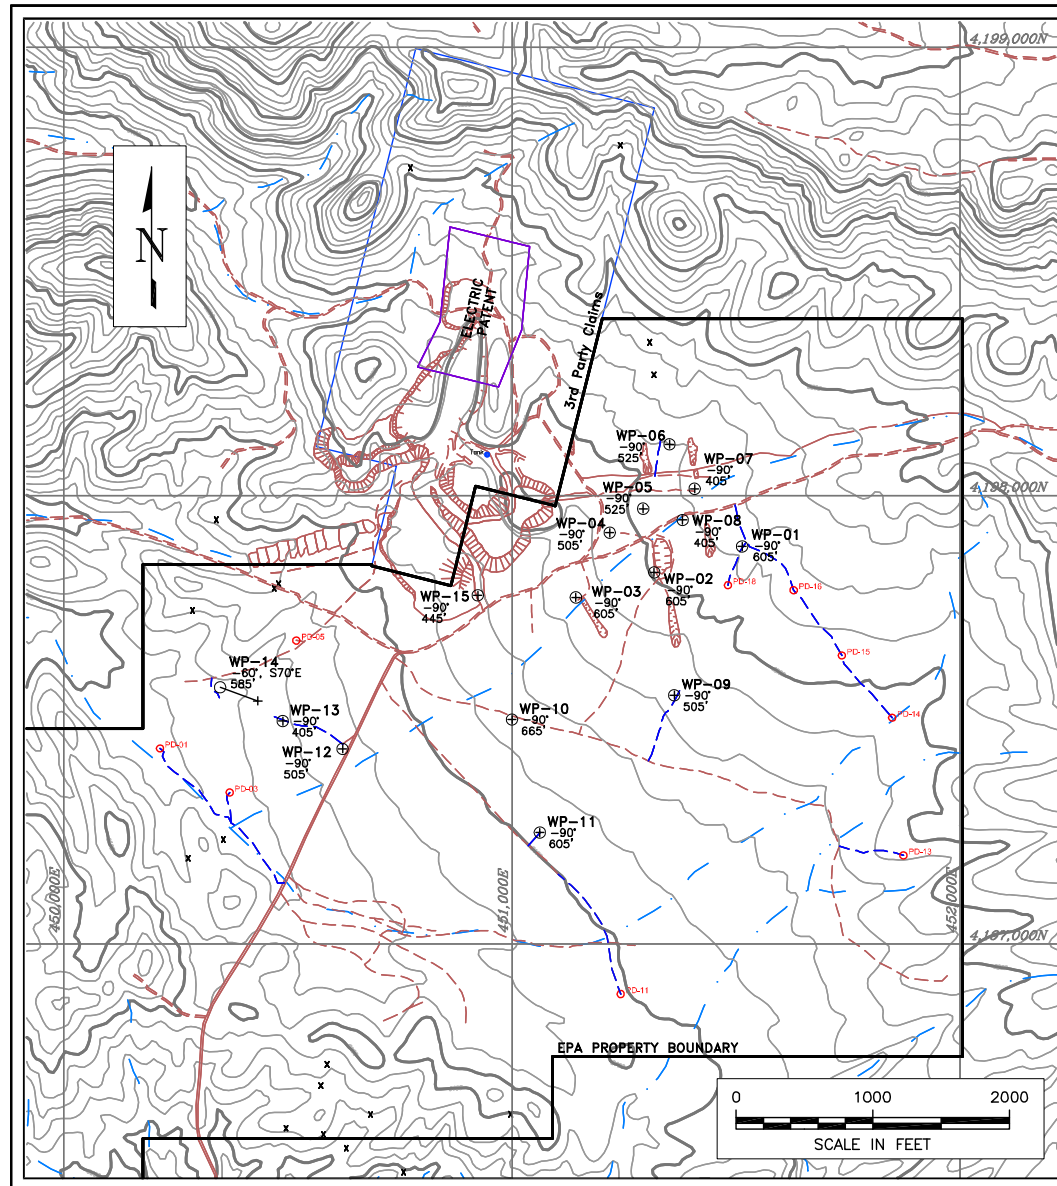 4,199,000N
N
ELECTRIC
PATENT
3rd Party Claims
WP-06
-90°
525'
WP-07
-90°
405'
Tank
4,198,000N
WP-05
-90°
525'
WP-04
-90°
505'
WP-08
-90°
405'
WP-01
-90°
605'
WP-02
-90°
605'
PD-18
PD-16
WP-15
-90°
445'
WP-03
-90°
605'
PD-05
PD-15
WP-14
-60°, S70°E
585'
WP-09
-90°
505'
WP-13
-90°
405'
WP-10
-90°
665'
PD-14
PD-01
WP-12
-90°
505'
PD-03
WP-11
-90°
605'
PD-13
450,000E
451,000E
452,000E
4,197,000N
PD-11
EPA PROPERTY BOUNDARY
0 1000 2000
SCALE IN FEET